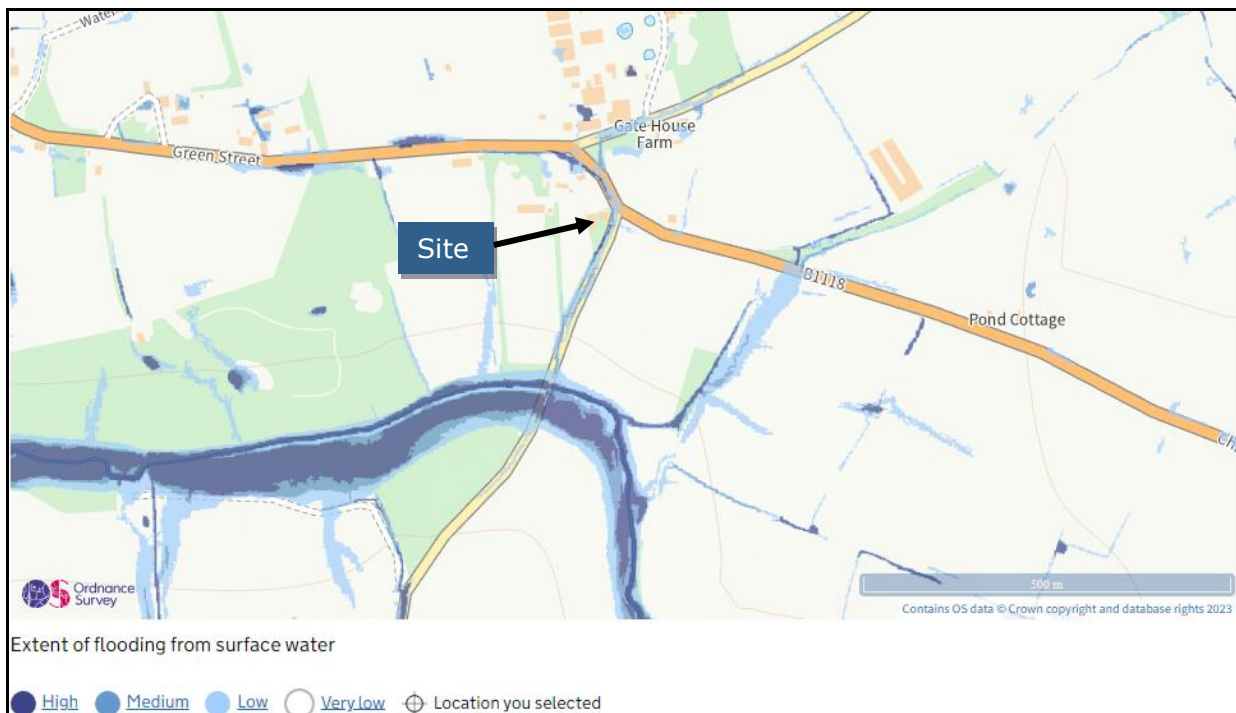 Water
Green Street
Gate House
Farm
Site
B1118
Pond Cottage
Ch
Ordnance
Survey
500 m
Contains OS data © Crown copyright and database rights 2023
Extent of flooding from surface water
High Medium Low Very low Location you selected